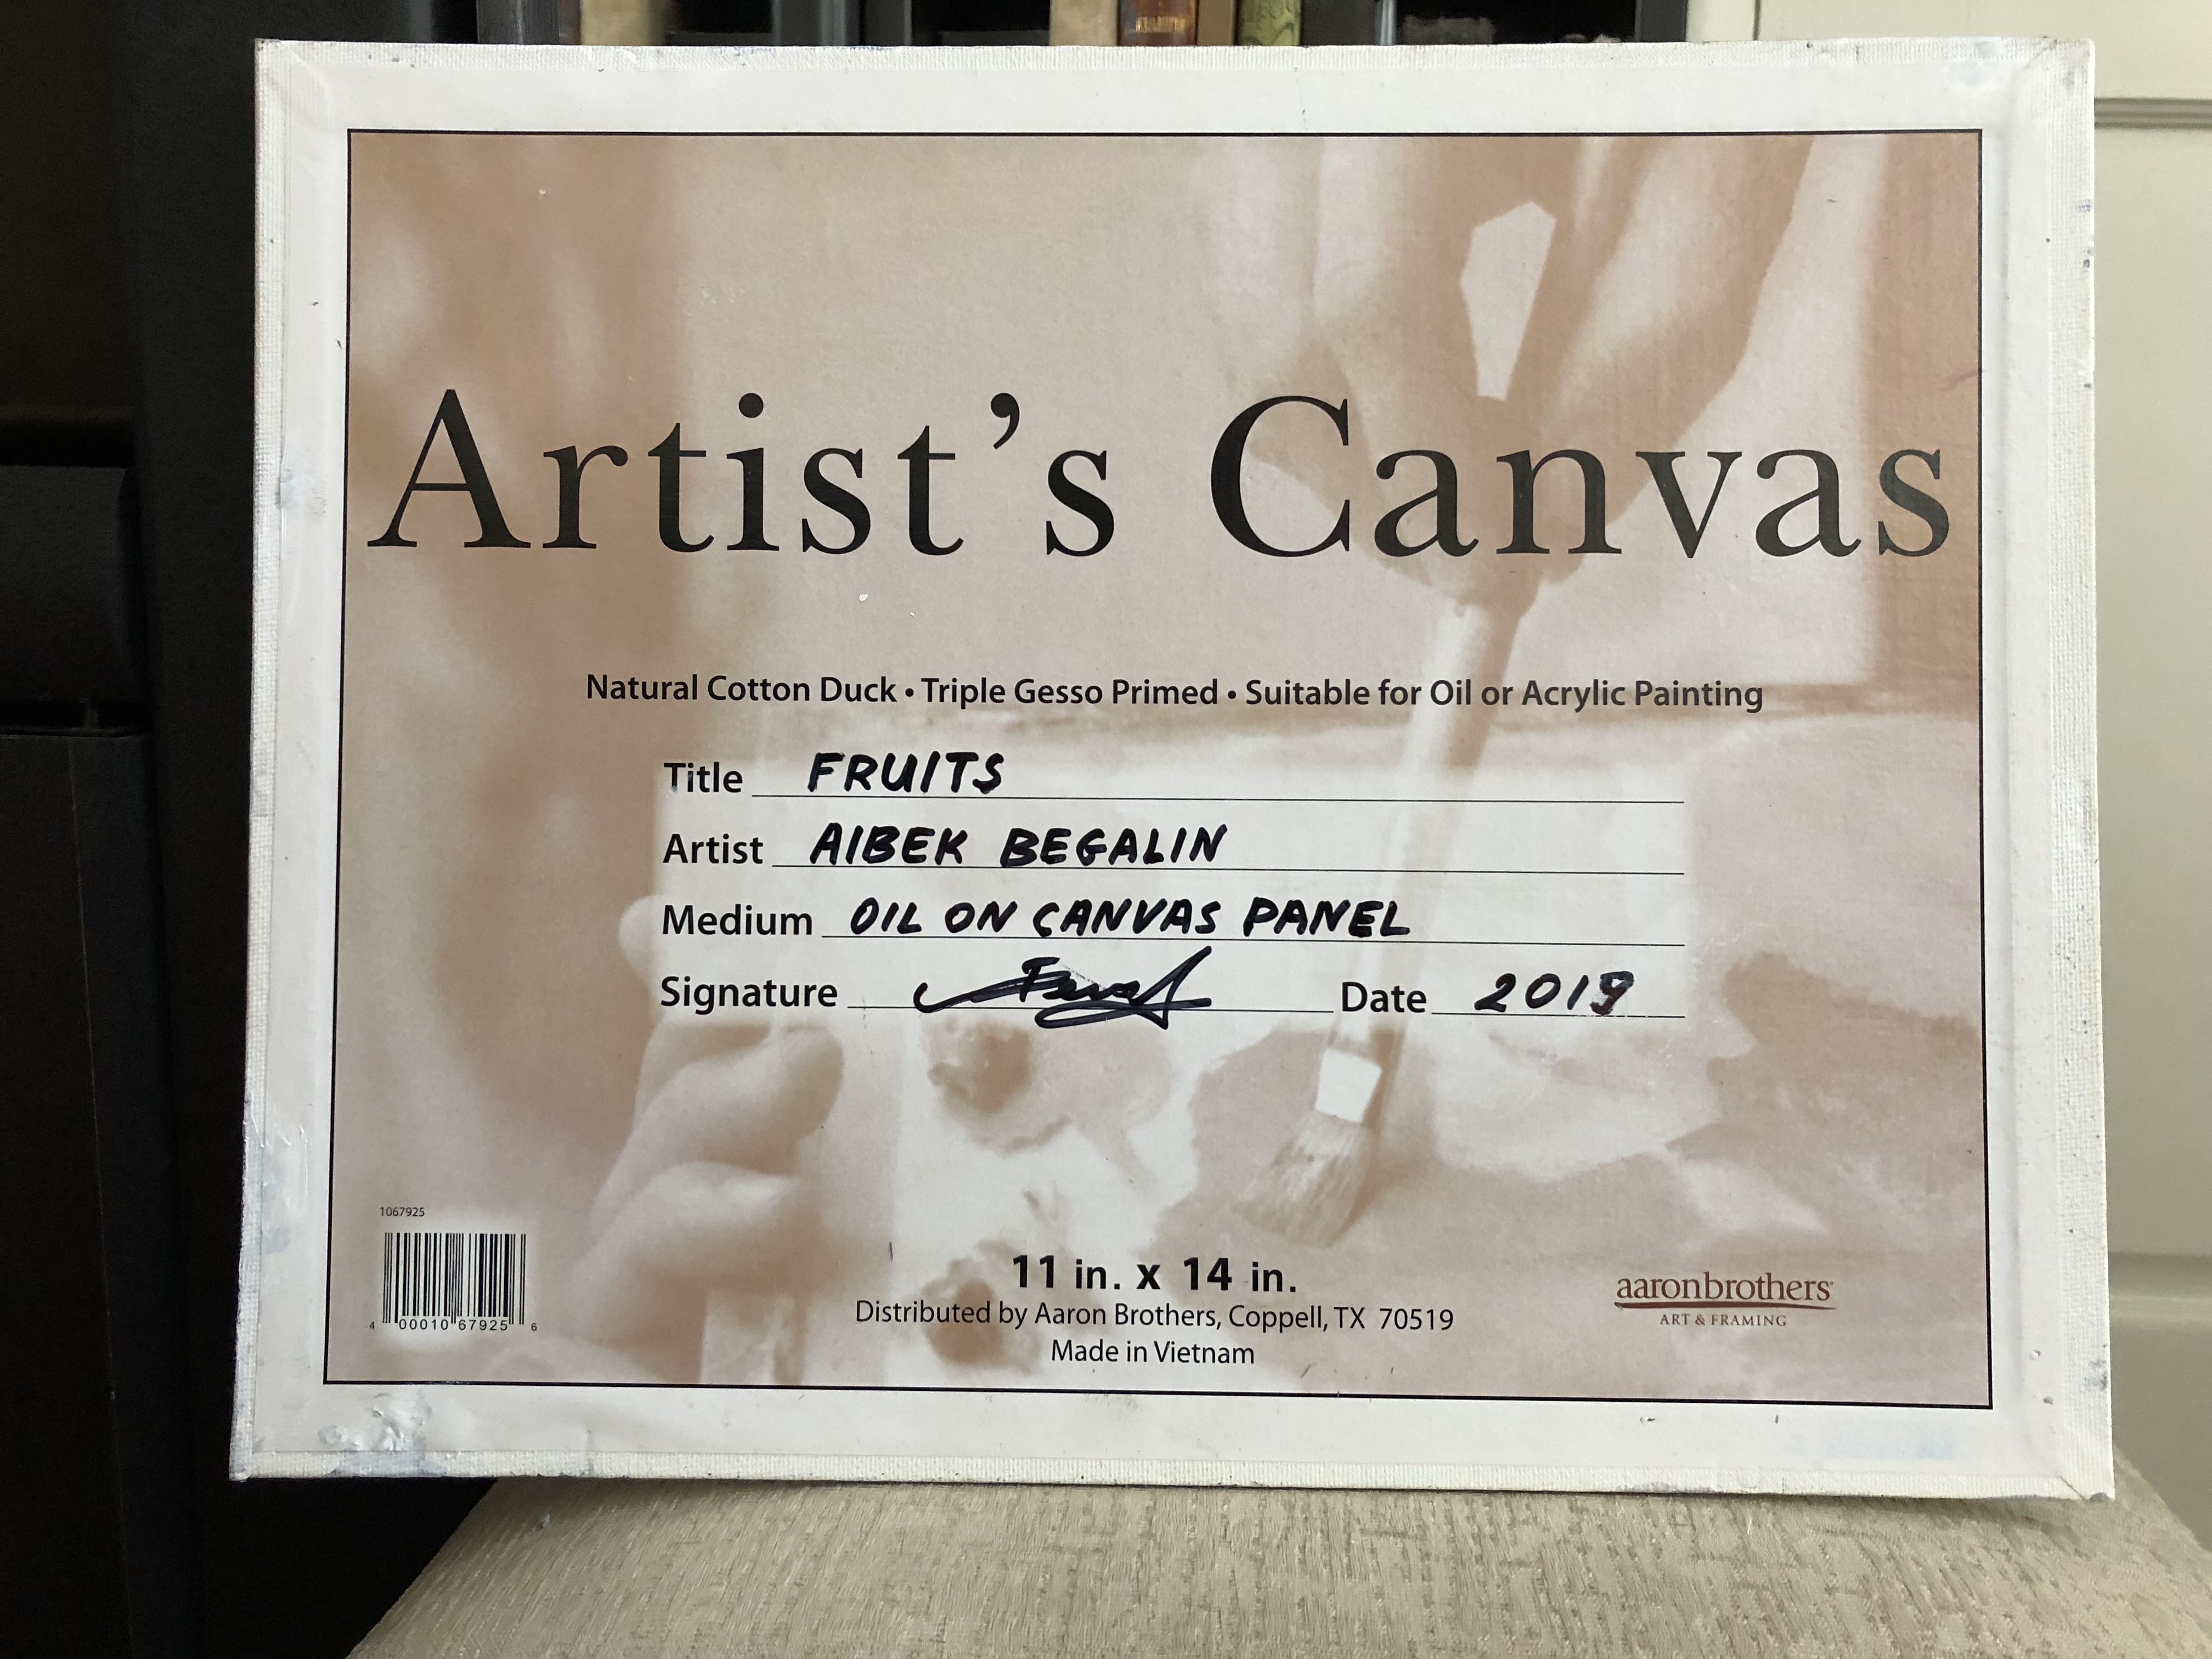 Artist's Canvas
Natural Cotton Duck • Triple Gesso Primed • Suitable for Oil or Acrylic Painting
Title FRUITS
Artist AIBEK BEGALIN
Medium OIL ON CANVAS PANEL
Signature Date 2019
1067925
4 00010 67925 6
11 in. x 14 in.
Distributed by Aaron Brothers, Coppell, TX 70519
Made in Vietnam
aaronbrothers
ART & FRAMING